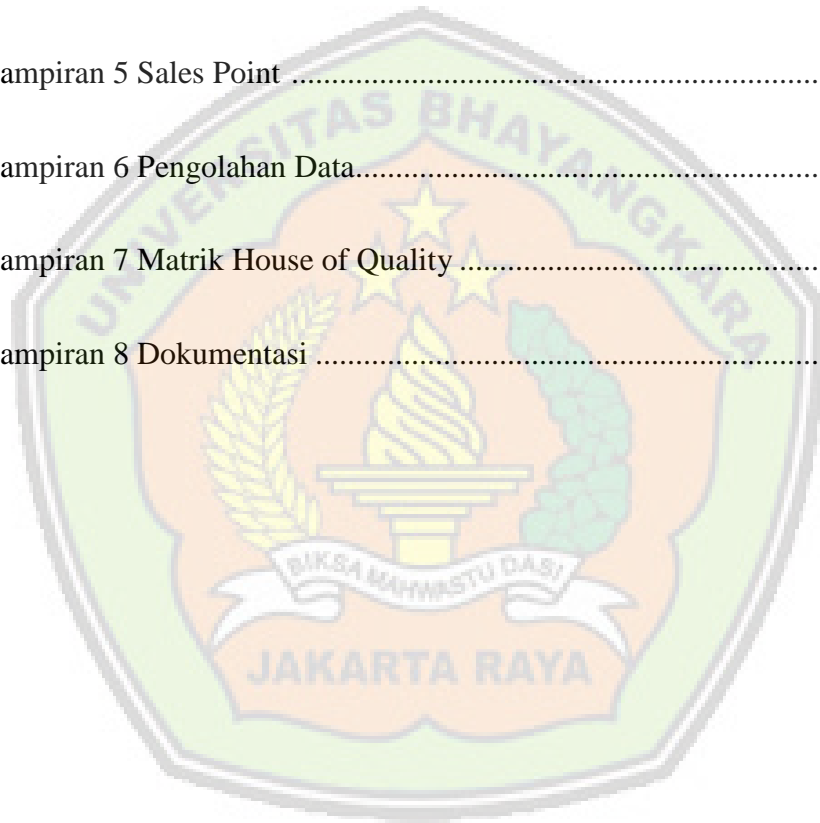 ampiran 5 Sales Point ................................................................
ampiran 6 Pengolahan Data........................................................
ampiran 7 Matrik House of Quality ............................................
ampiran 8 Dokumentasi .............................................................
UNIVERSITAS BHAYANGKARA
BIKSA MAHWASTU DASI
JAKARTA RAYA